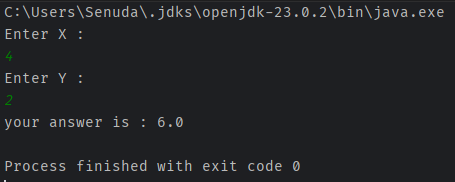 C:\Users\Senuda\.jdks\openjdk-23.0.2\bin\java.exe
Enter X :
4
Enter Y :
2
your answer is : 6.0
Process finished with exit code 0